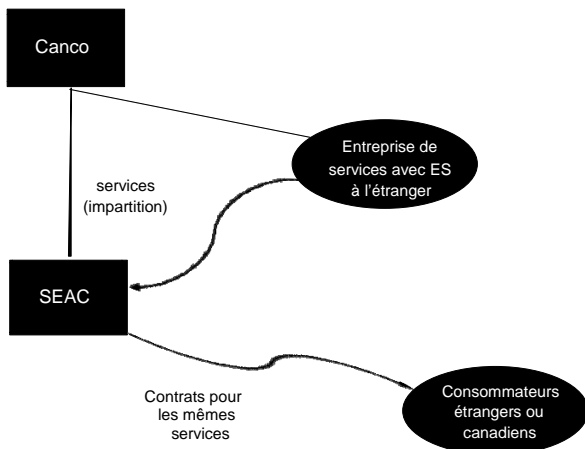 Canco
Entreprise de
services avec ES
à l’étranger
services
(impartition)
SEAC
Contrats pour
les mêmes
services
Consommateurs
étrangers ou
canadiens